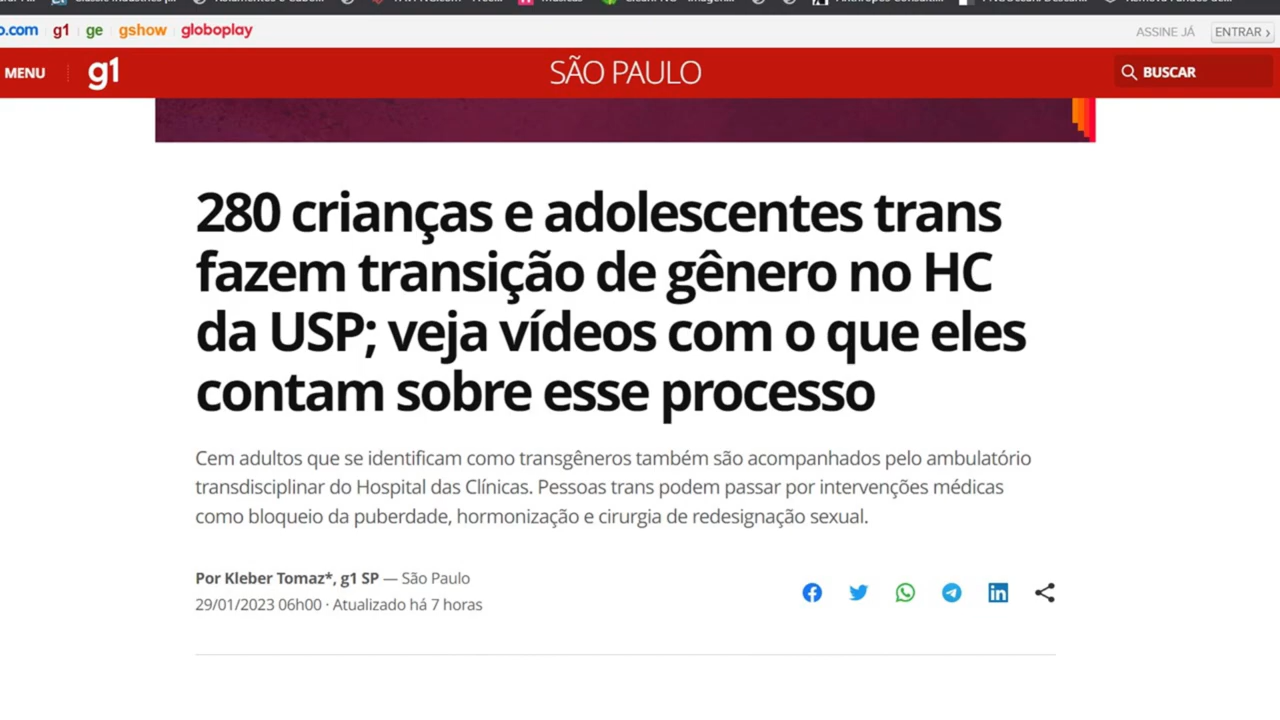 o.com g1 ge gshow globoplay ASSINE JÁ ENTRAR ›
MENU g1 SÃO PAULO BUSCAR
280 crianças e adolescentes trans
fazem transição de gênero no HC
da USP; veja vídeos com o que eles
contam sobre esse processo
Cem adultos que se identificam como transgêneros também são acompanhados pelo ambulatório
transdisciplinar do Hospital das Clínicas. Pessoas trans podem passar por intervenções médicas
como bloqueio da puberdade, hormonização e cirurgia de redesignação sexual.
Por Kleber Tomaz*, g1 SP — São Paulo
29/01/2023 06h00 · Atualizado há 7 horas